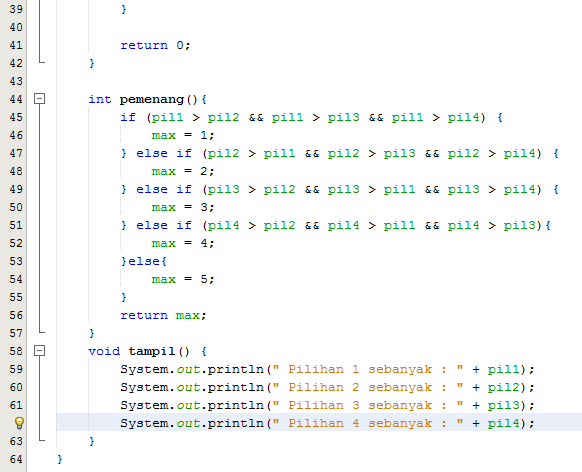 39 }
40
41 return 0;
42 }
43
44 int pemenang(){
45 if (pil1 > pil2 && pil1 > pil3 && pil1 > pil4) {
46 max = 1;
47 } else if (pil2 > pil1 && pil2 > pil3 && pil2 > pil4) {
48 max = 2;
49 } else if (pil3 > pil2 && pil3 > pil1 && pil3 > pil4) {
50 max = 3;
51 } else if (pil4 > pil2 && pil4 > pil1 && pil4 > pil3){
52 max = 4;
53 }else{
54 max = 5;
55 }
56 return max;
57 }
58 void tampil() {
59 System.out.println(" Pilihan 1 sebanyak : " + pil1);
60 System.out.println(" Pilihan 2 sebanyak : " + pil2);
61 System.out.println(" Pilihan 3 sebanyak : " + pil3);
System.out.println(" Pilihan 4 sebanyak : " + pil4);
63 }
64 }